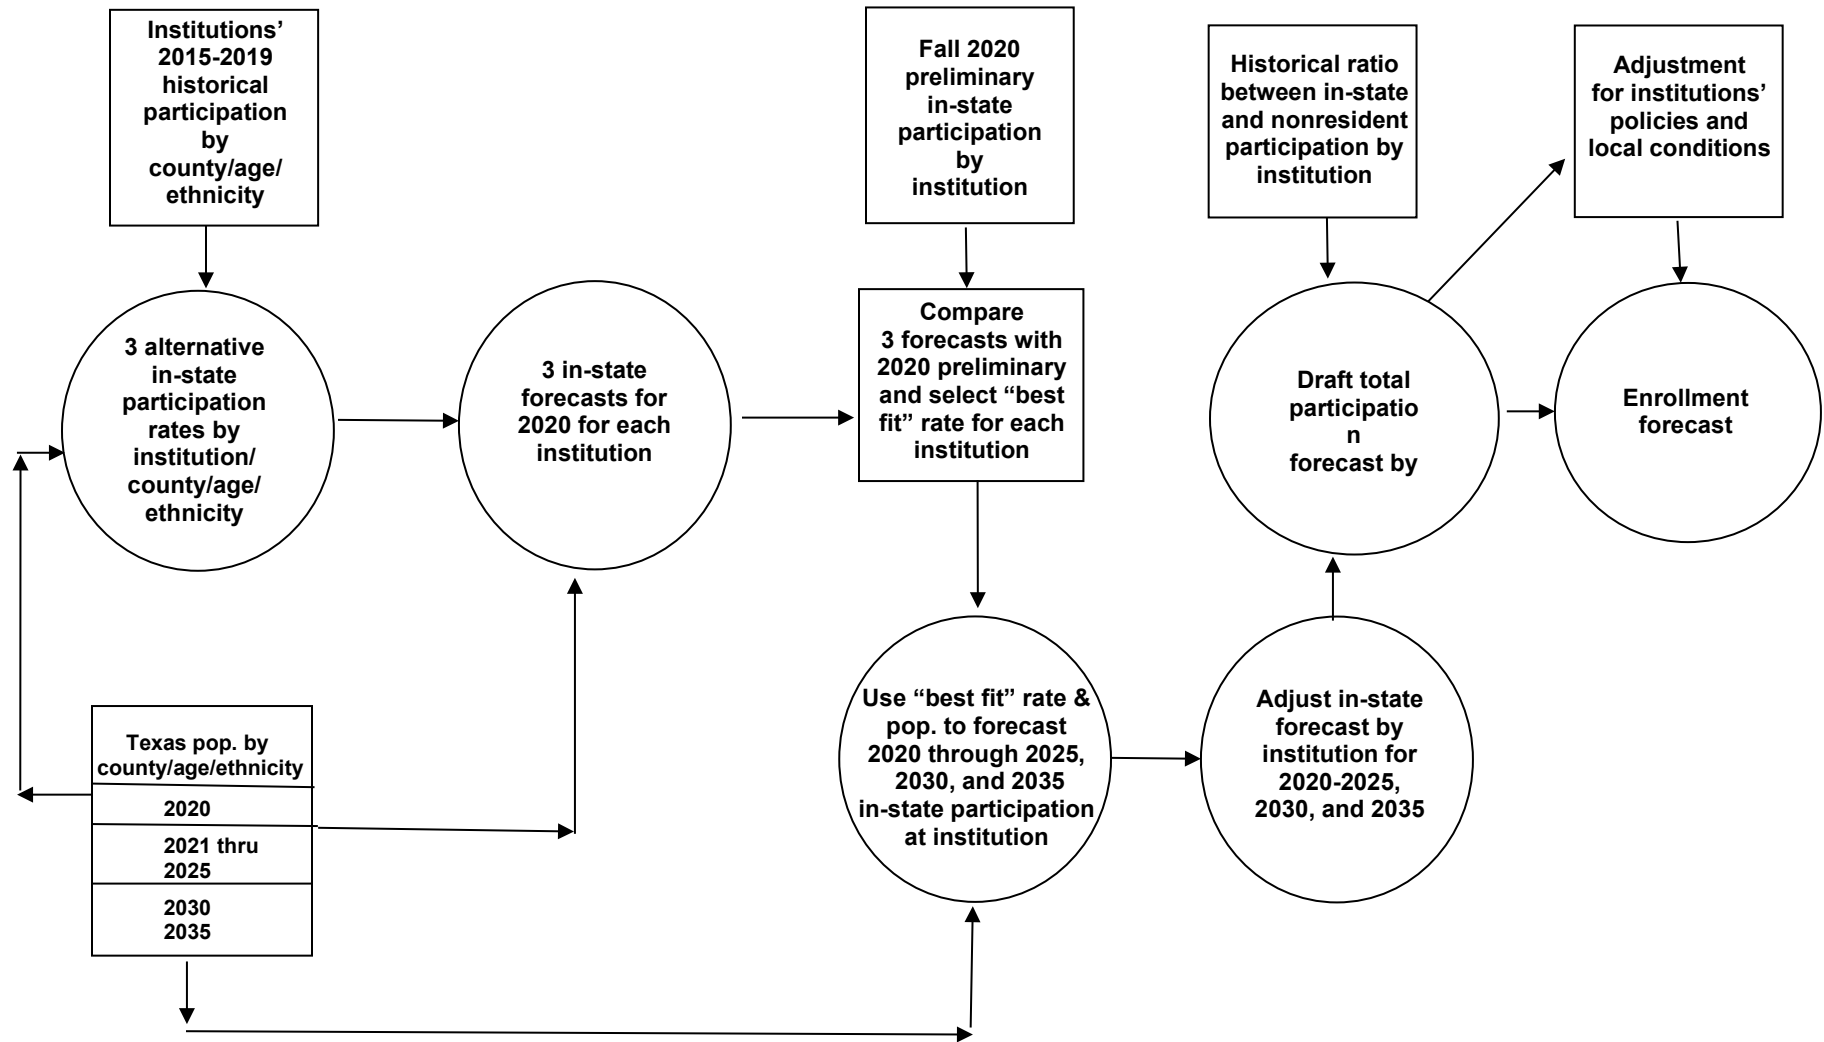 Institutions’
2015-2019
historical
participation
by
county/age/
ethnicity
Fall 2020
preliminary
in-state
participation
by
institution
Historical ratio
between in-state
and nonresident
participation by
institution
Adjustment
for institutions’
policies and
local conditions
3 alternative
in-state
participation
rates by
institution/
county/age/
ethnicity
3 in-state
forecasts for
2020 for each
institution
Compare
3 forecasts with
2020 preliminary
and select “best
fit” rate for each
institution
Draft total
participatio
n
forecast by
Enrollment
forecast
Texas pop. by
county/age/ethnicity
2020
2021 thru
2025
2030
2035
Use “best fit” rate &
pop. to forecast
2020 through 2025,
2030, and 2035
in-state participation
at institution
Adjust in-state
forecast by
institution for
2020-2025,
2030, and 2035